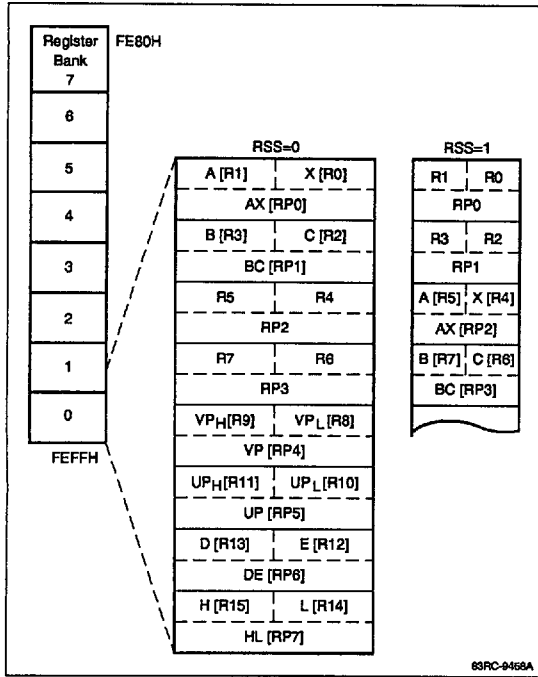 Register Bank 7
FE80H
6
5
4
3
2
1
0
FEFFH
RSS=0
A [R1] X [R0]
AX [RP0]
B [R3] C [R2]
BC [RP1]
R5 R4
RP2
R7 R6
RP3
VPH[R9] VPL[R8]
VP [RP4]
UPH[R11] UPL[R10]
UP [RP5]
D [R13] E [R12]
DE [RP6]
H [R15] L [R14]
HL [RP7]
RSS=1
R1 R0
RP0
R3 R2
RP1
A [R5] X [R4]
AX [RP2]
B [R7] C [R6]
BC [RP3]
83RC-9458A